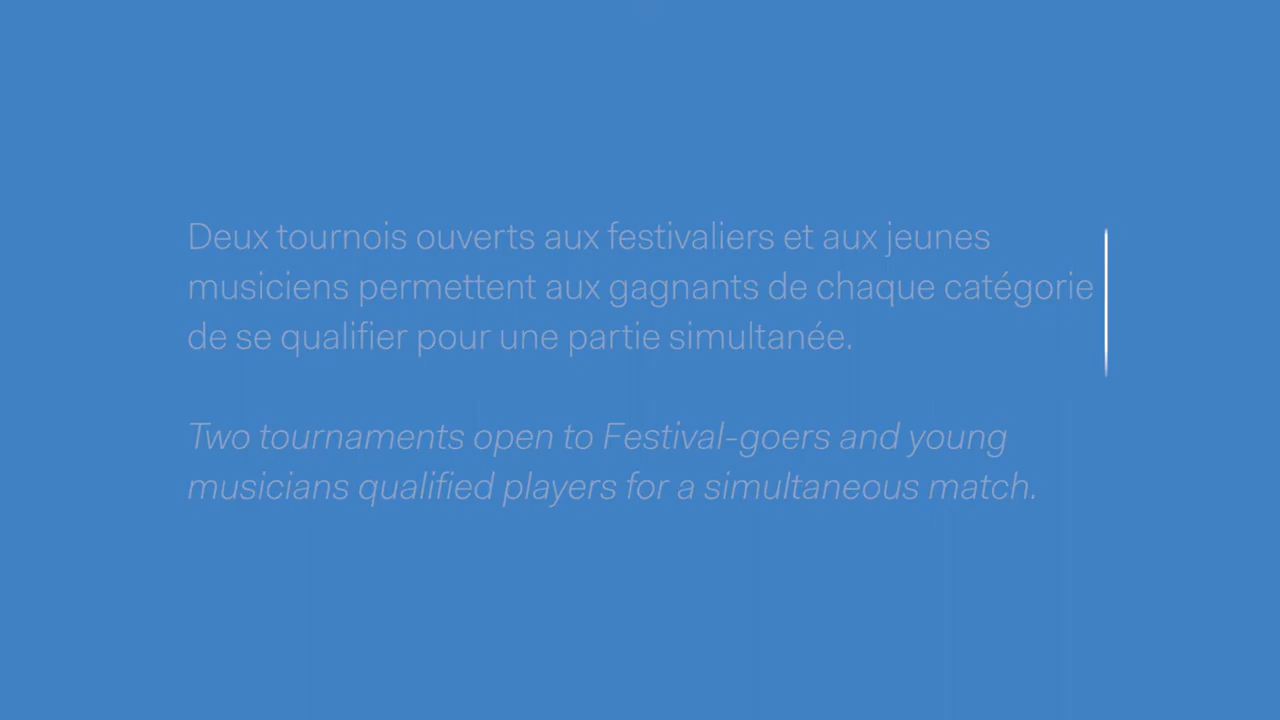 Deux tournois ouverts aux festivaliers et aux jeunes
musiciens permettent aux gagnants de chaque catégorie
de se qualifier pour une partie simultanée.
Two tournaments open to Festival-goers and young
musicians qualified players for a simultaneous match.